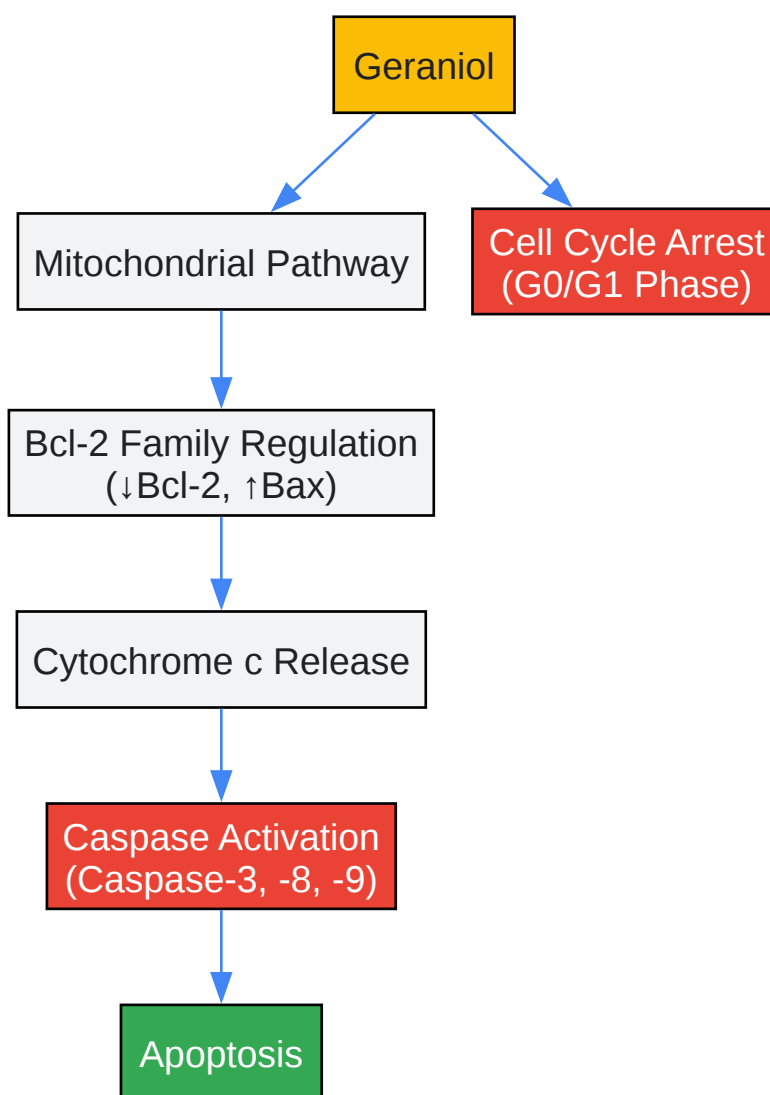 Geraniol
Mitochondrial Pathway
Cell Cycle Arrest
(G0/G1 Phase)
Bcl-2 Family Regulation
(↓Bcl-2, ↑Bax)
Cytochrome c Release
Caspase Activation
(Caspase-3, -8, -9)
Apoptosis